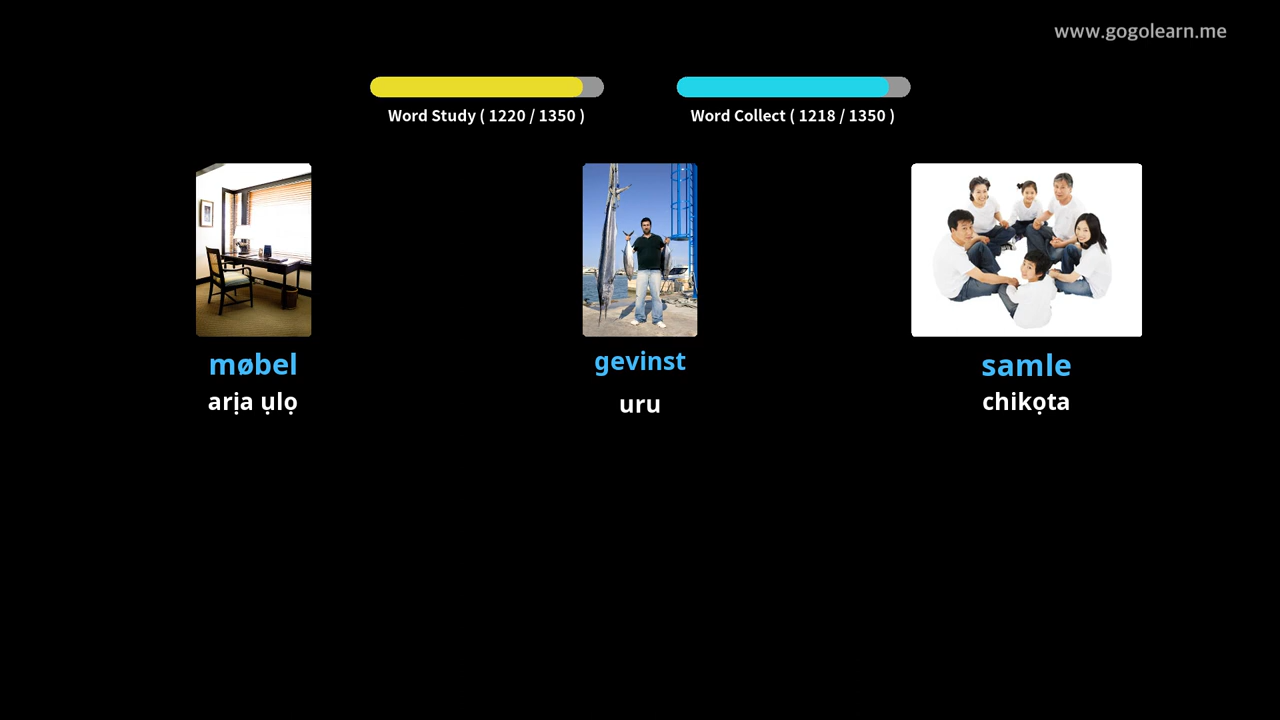 www.gogolearn.me
Word Study ( 1220 / 1350 )
Word Collect ( 1218 / 1350 )
møbel
arịa ụlọ
gevinst
uru
samle
chikọta